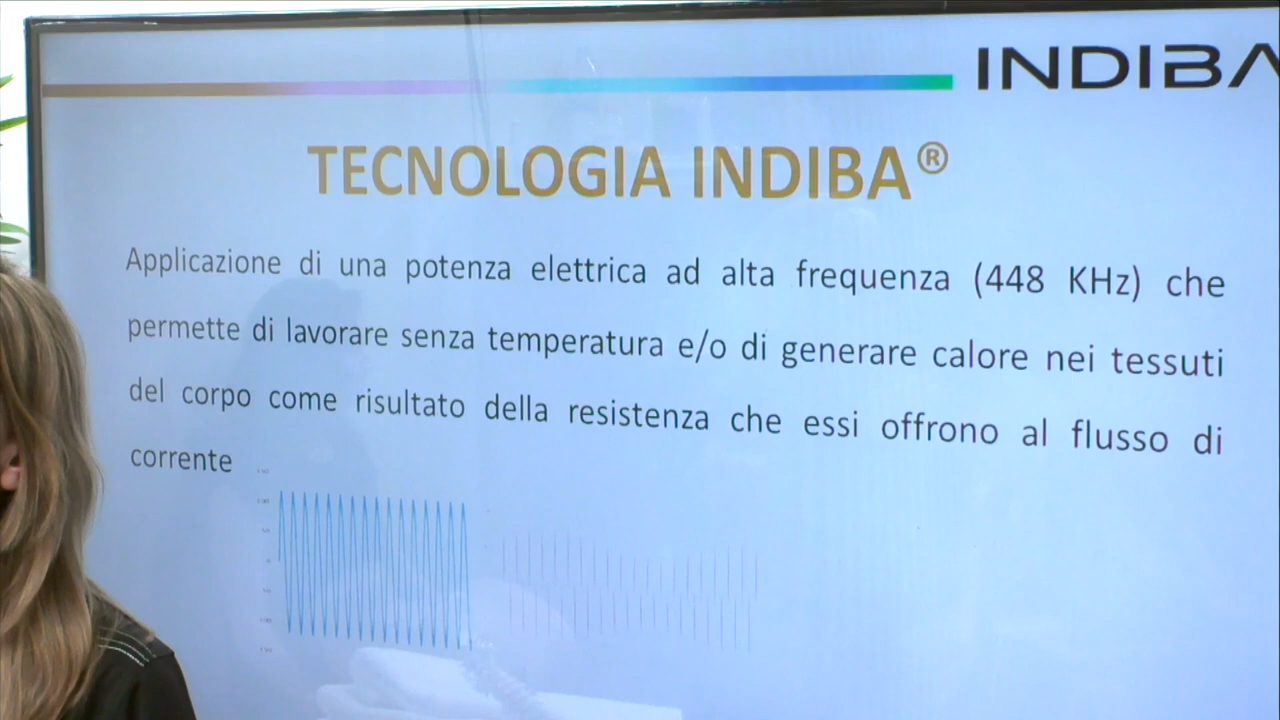 INDIBA
TECNOLOGIA INDIBA®
Applicazione di una potenza elettrica ad alta frequenza (448 KHz) che
permette di lavorare senza temperatura e/o di generare calore nei tessuti
del corpo come risultato della resistenza che essi offrono al flusso di
corrente